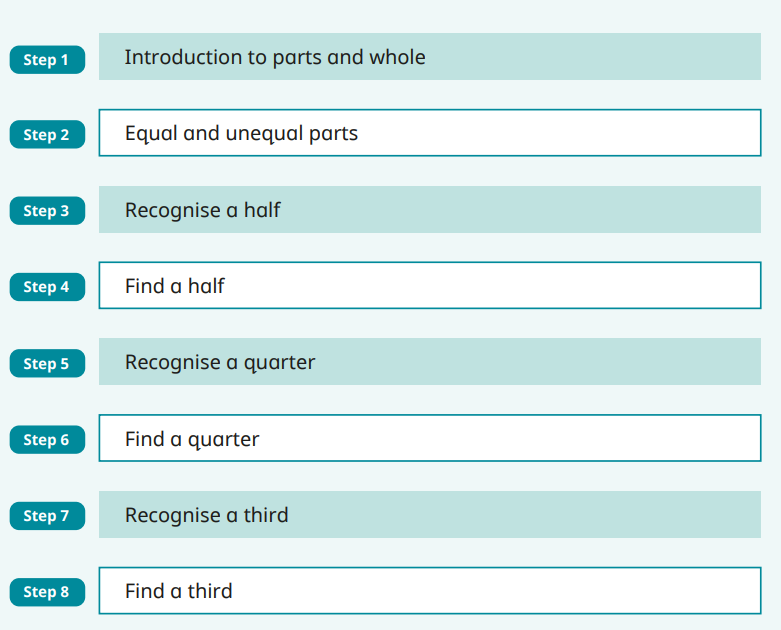 Step 1 Introduction to parts and whole
Step 2 Equal and unequal parts
Step 3 Recognise a half
Step 4 Find a half
Step 5 Recognise a quarter
Step 6 Find a quarter
Step 7 Recognise a third
Step 8 Find a third